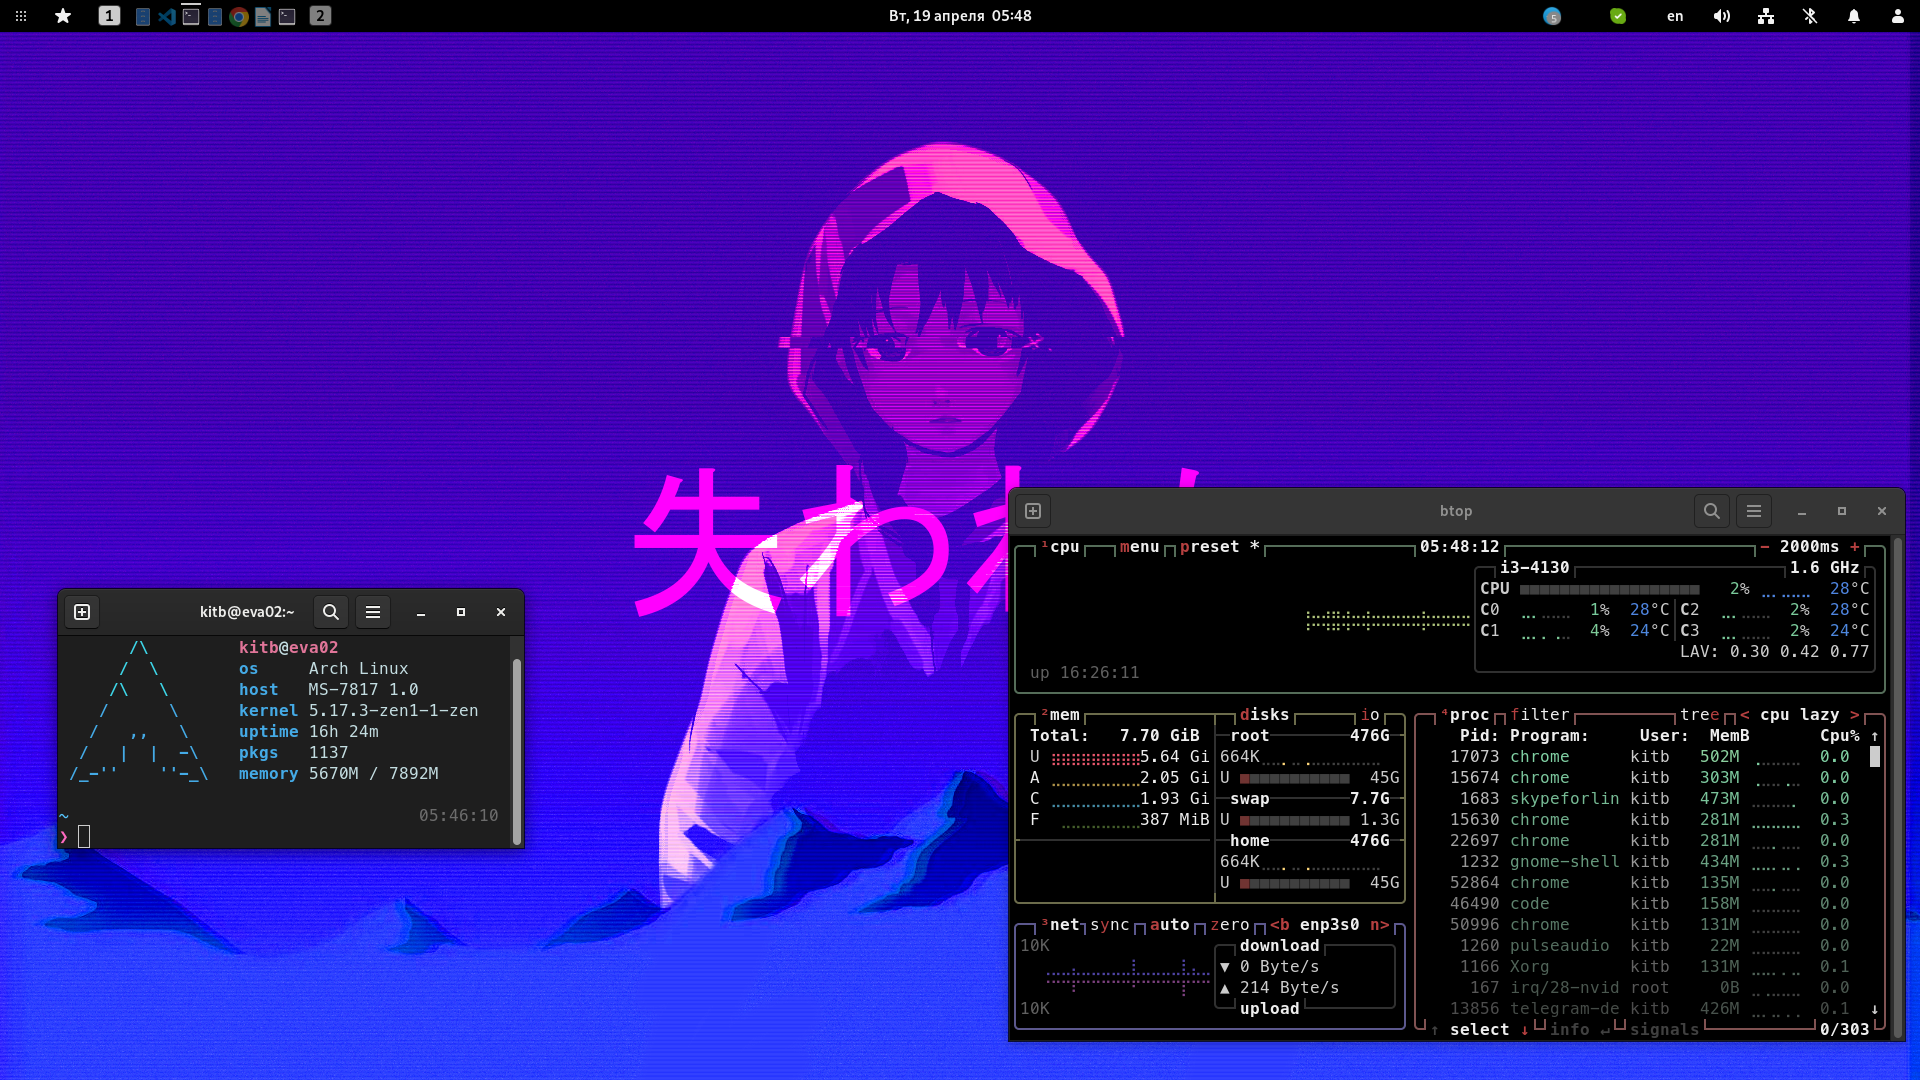 1
2
Вт, 19 апреля 05:48
5
en
失われ
kitb@eva02:~
kitb@eva02
os Arch Linux
host MS-7817 1.0
kernel 5.17.3-zen1-1-zen
uptime 16h 24m
pkgs 1137
memory 5670M / 7892M
~ 05:46:10
❯
btop
¹cpu menu preset * 05:48:12 - 2000ms +
i3-4130 1.6 GHz
CPU 2% 28°C
C0 1% 28°C C2 2% 28°C
C1 4% 24°C C3 2% 24°C
LAV: 0.30 0.42 0.77
up 16:26:11
²mem
Total: 7.70 GiB
U 5.64 Gi
A 2.05 Gi
C 1.93 Gi
F 387 MiB
disks io
root 476G
664K
U 45G
swap 7.7G
U 1.3G
home 476G
664K
U 45G
³net sync auto zero <b enp3s0 n>
10K
download
▼ 0 Byte/s
▲ 214 Byte/s
10K
upload
⁴proc filter tree < cpu lazy >
Pid: Program: User: MemB Cpu% ↑
17073 chrome kitb 502M 0.0
15674 chrome kitb 303M 0.0
1683 skypeforlin kitb 473M 0.0
15630 chrome kitb 281M 0.3
22697 chrome kitb 281M 0.0
1232 gnome-shell kitb 434M 0.3
52864 chrome kitb 135M 0.0
46490 code kitb 158M 0.0
50996 chrome kitb 131M 0.0
1260 pulseaudio kitb 22M 0.0
1166 Xorg kitb 131M 0.1
167 irq/28-nvid root 0B 0.0
13856 telegram-de kitb 426M 0.1 ↓
↑ select ↓ info ↵ signals 0/303